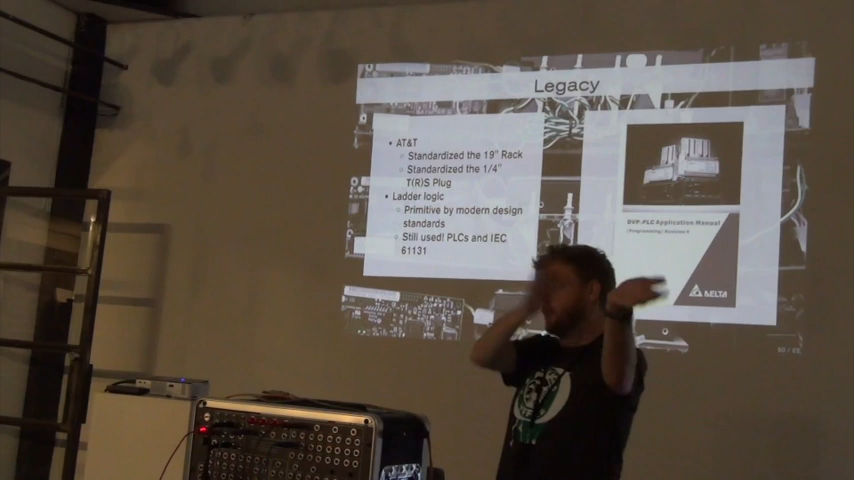 Legacy
• AT&T
○ Standardized the 19" Rack
○ Standardized the 1/4"
T(R)S Plug
• Ladder logic
○ Primitive by modern design
standards
○ Still used! PLCs and IEC
61131
DVP-PLC Application Manual
(Programming)
DELTA